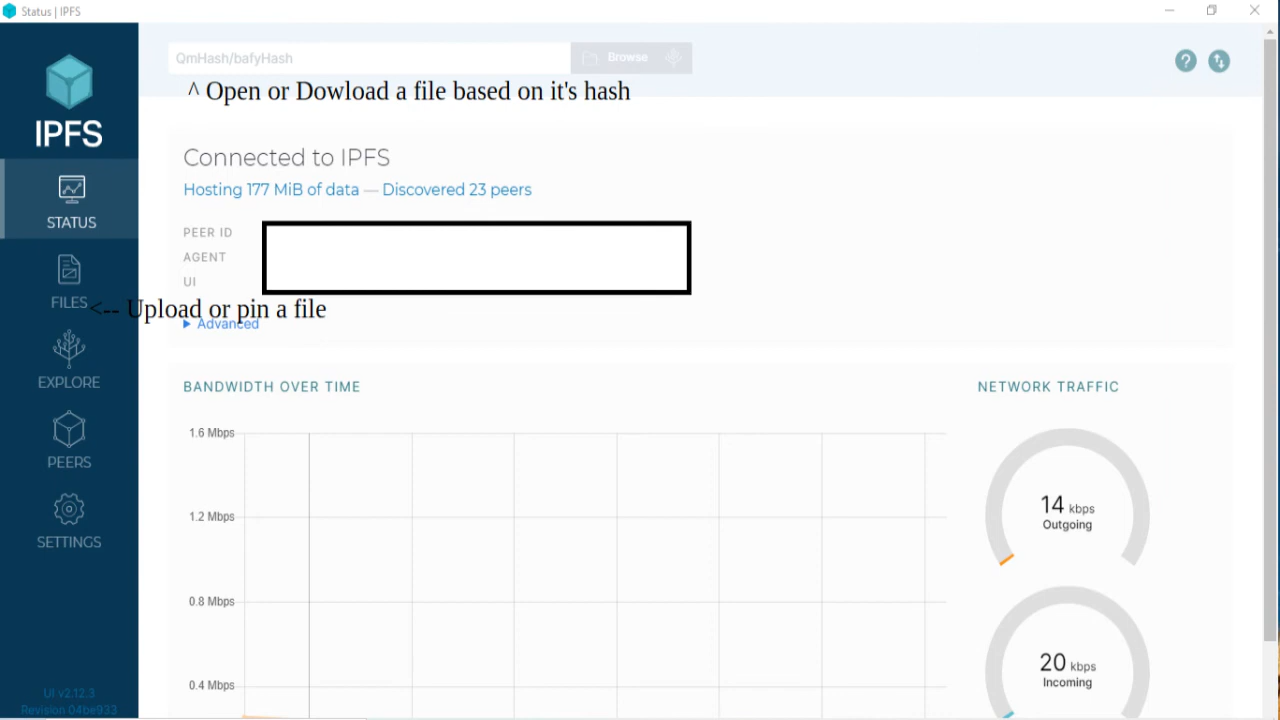 Status | IPFS
QmHash/bafyHash
Browse
^ Open or Dowload a file based on it's hash
IPFS
Connected to IPFS
Hosting 177 MiB of data — Discovered 23 peers
STATUS
PEER ID
AGENT
UI
FILES
<-- Upload or pin a file
Advanced
EXPLORE
BANDWIDTH OVER TIME
NETWORK TRAFFIC
PEERS
SETTINGS
1.6 Mbps
1.2 Mbps
0.8 Mbps
0.4 Mbps
14 kbps
Outgoing
20 kbps
Incoming
UI v2.12.3
Revision 04be933